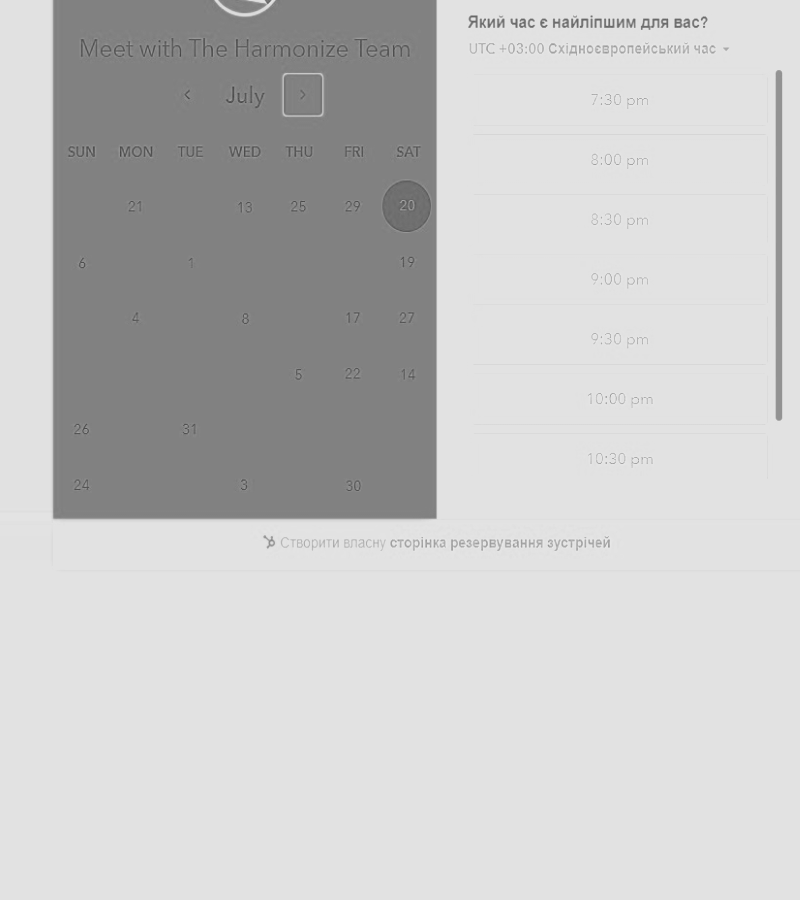 Meet with The Harmonize Team
July
SUN MON TUE WED THU FRI SAT
21 13 25 29 20
6 1 19
4 8 17 27
5 22 14
26 31
24 3 30
Який час є найліпшим для вас?
UTC +03:00 Східноєвропейський час
7:30 pm
8:00 pm
8:30 pm
9:00 pm
9:30 pm
10:00 pm
10:30 pm
Створити власну сторінка резервування зустрічей